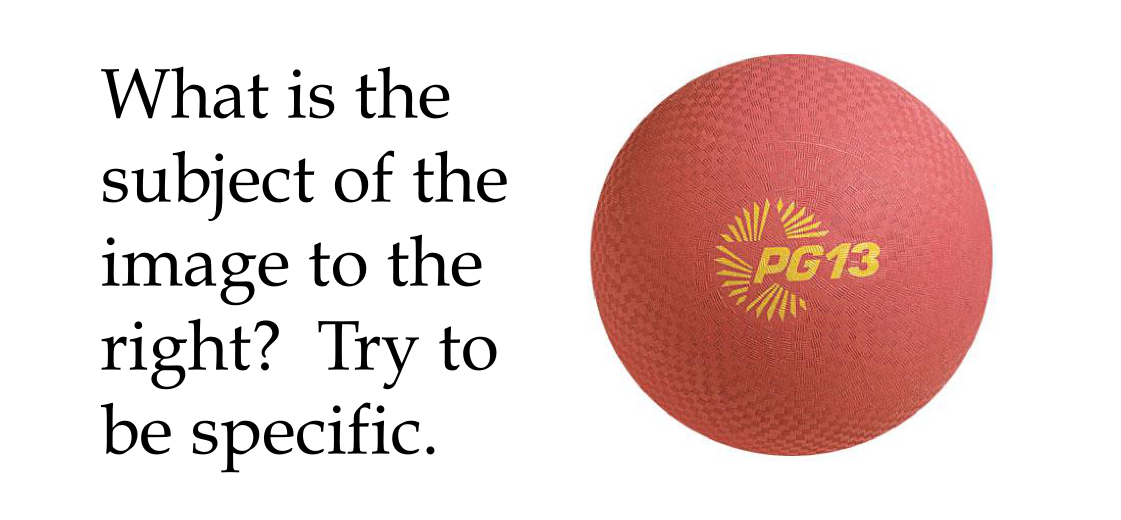 What is the
subject of the
image to the
right?  Try to
be specific.
PG13